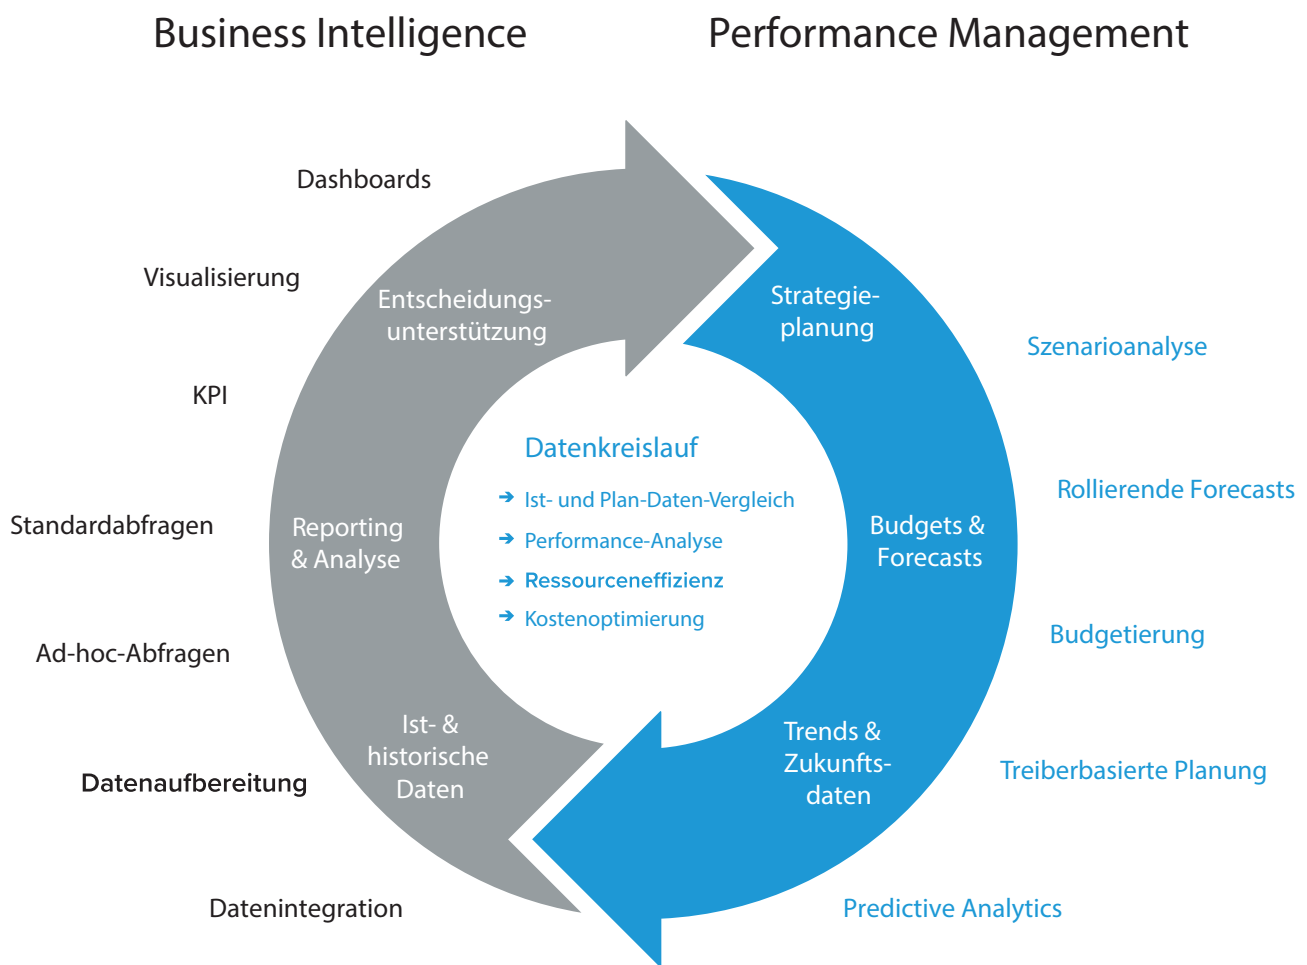 Business Intelligence
Performance Management
Dashboards
Visualisierung
KPI
Standardabfragen
Ad-hoc-Abfragen
Datenaufbereitung
Datenintegration
Entscheidungs-
unterstützung
Reporting
& Analyse
Ist- &
historische
Daten
Datenkreislauf
➔ Ist- und Plan-Daten-Vergleich
➔ Performance-Analyse
➔ Ressourceneffizienz
➔ Kostenoptimierung
Strategie-
planung
Budgets &
Forecasts
Trends &
Zukunfts-
daten
Szenarioanalyse
Rollierende Forecasts
Budgetierung
Treiberbasierte Planung
Predictive Analytics